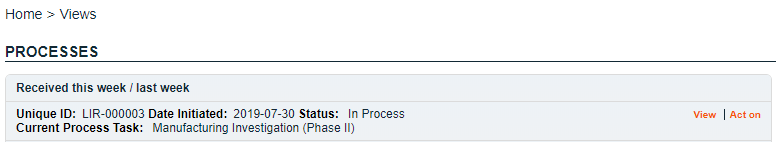 Home > Views
PROCESSES
Received this week / last week
Unique ID: LIR-000003 Date Initiated: 2019-07-30 Status: In Process
View | Act on
Current Process Task: Manufacturing Investigation (Phase II)